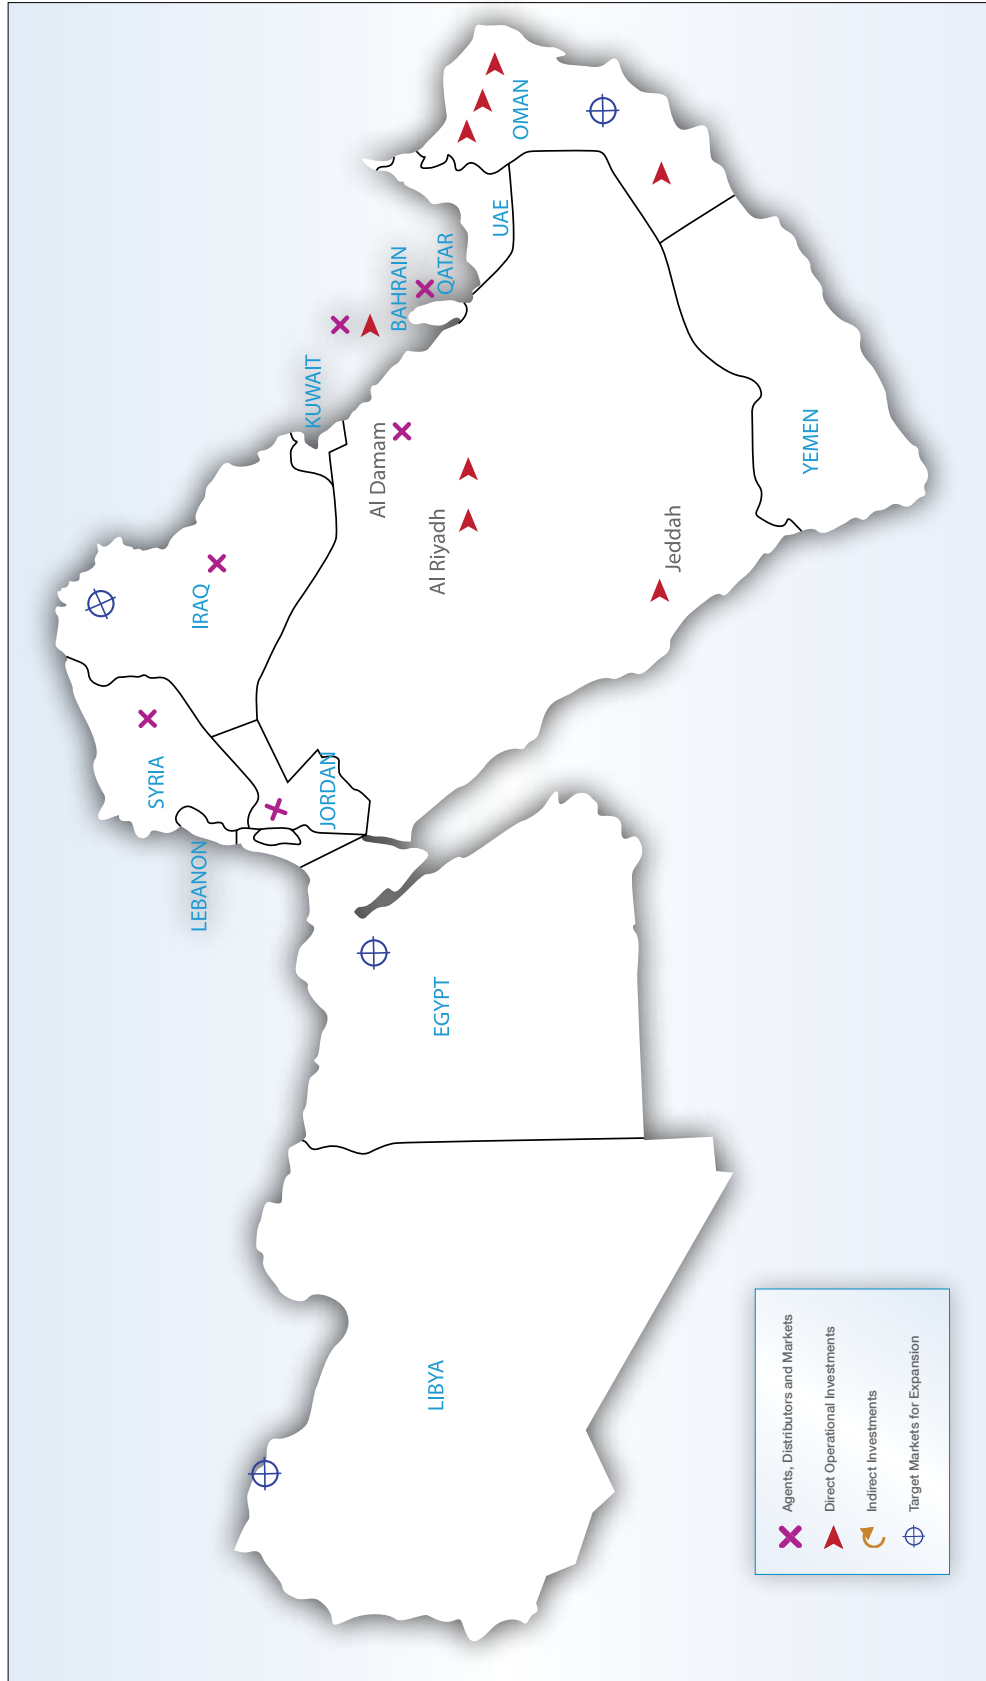 SYRIA
LEBANON
IRAQ
JORDAN
KUWAIT
BAHRAIN
QATAR
UAE
OMAN
Al Damam
Al Riyadh
Jeddah
YEMEN
EGYPT
LIBYA
Agents, Distributors and Markets
Direct Operational Investments
Indirect Investments
Target Markets for Expansion